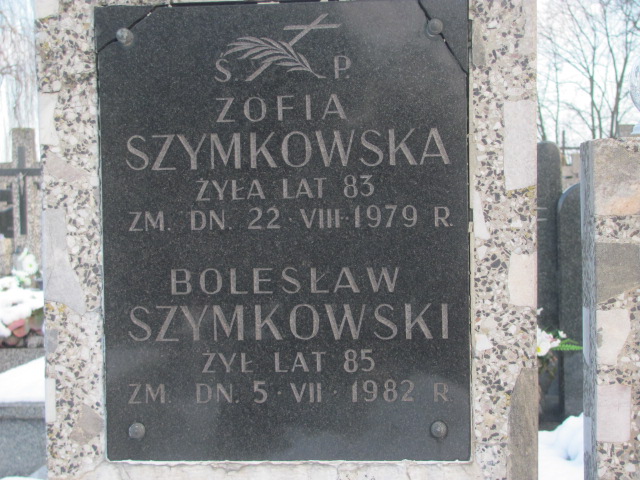 Ś. P.
ZOFIA
SZYMKOWSKA
ŻYŁA LAT 83
ZM. DN. 22 · VIII · 1979 R.
BOLESŁAW
SZYMKOWSKI
ŻYŁ LAT 85
ZM. DN. 5 · VII · 1982 R